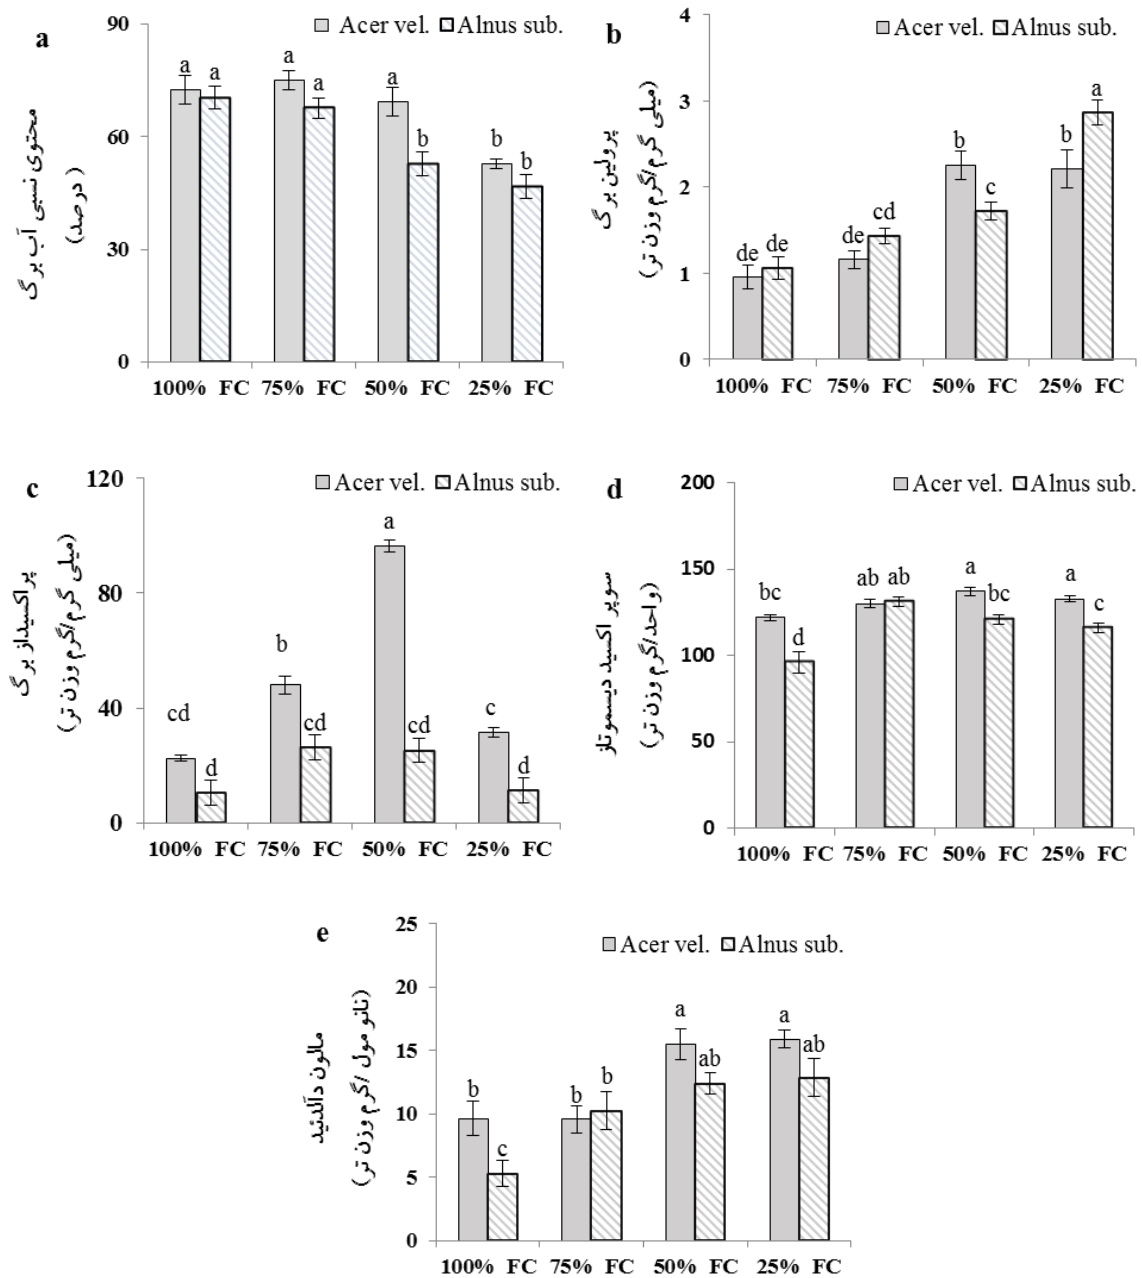 a
Acer vel. Alnus sub.
محتوی نسبی آب برگ
(درصد)
90
60
30
0
a a a a a b b b
100% FC 75% FC 50% FC 25% FC
b
Acer vel. Alnus sub.
پرولین برگ
(میلی گرم/گرم وزن تر)
4
3
2
1
0
de de de cd b c b a
100% FC 75% FC 50% FC 25% FC
c
Acer vel. Alnus sub.
پراکسیداز برگ
(میلی گرم/گرم وزن تر)
120
80
40
0
cd d b cd a cd c d
100% FC 75% FC 50% FC 25% FC
d
Acer vel. Alnus sub.
سوپر اکسید دیسموتاز
(واحد/گرم وزن تر)
200
150
100
50
0
bc d ab ab a bc a c
100% FC 75% FC 50% FC 25% FC
e
Acer vel. Alnus sub.
مالون دآلدئید
(نانو مول /گرم وزن تر)
25
20
15
10
5
0
b c b b a ab a ab
100% FC 75% FC 50% FC 25% FC